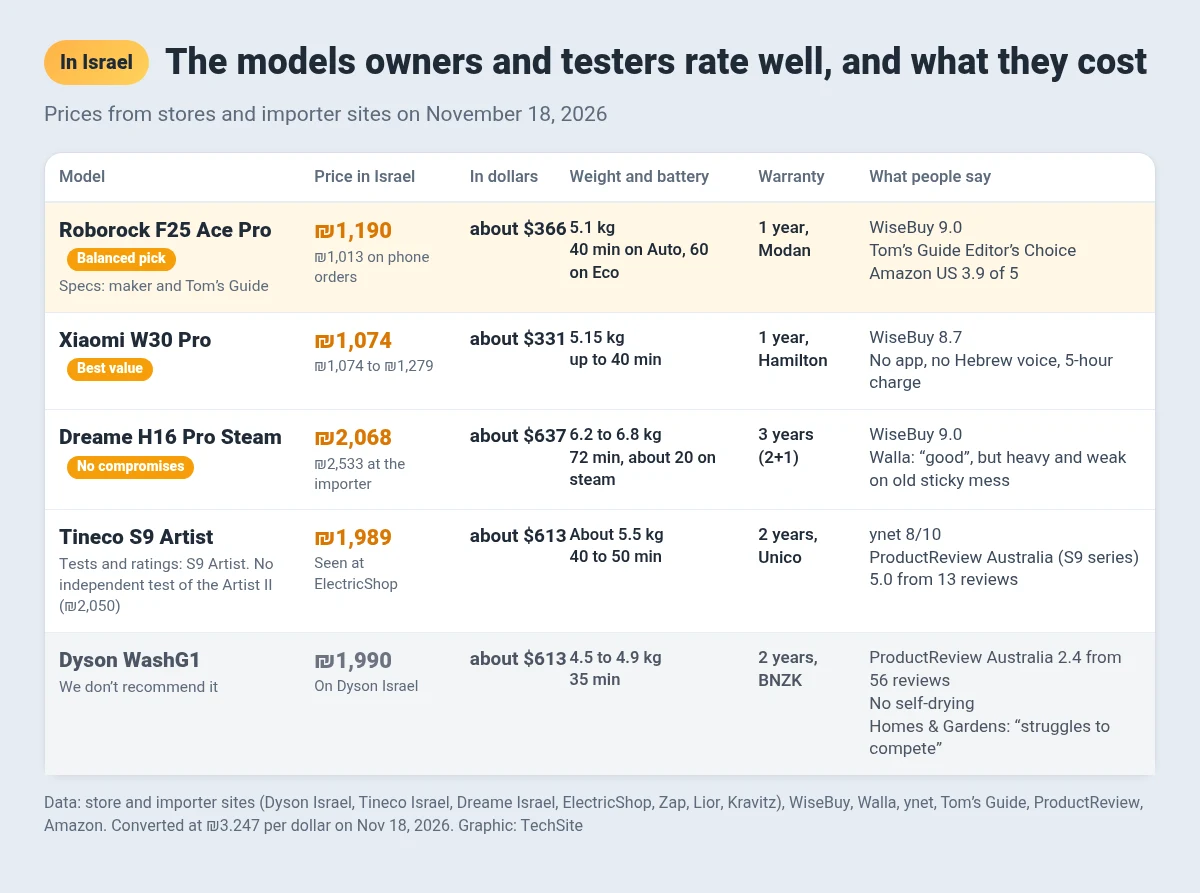 In Israel
The models owners and testers rate well, and what they cost
Prices from stores and importer sites on November 18, 2026
Model
Price in Israel
In dollars
Weight and battery
Warranty
What people say
Roborock F25 Ace Pro
Balanced pick
Specs: maker and Tom’s Guide
₪1,190
₪1,013 on phone
orders
about $366
5.1 kg
40 min on Auto, 60
on Eco
1 year,
Modan
WiseBuy 9.0
Tom’s Guide Editor’s Choice
Amazon US 3.9 of 5
Xiaomi W30 Pro
Best value
₪1,074
₪1,074 to ₪1,279
about $331
5.15 kg
up to 40 min
1 year,
Hamilton
WiseBuy 8.7
No app, no Hebrew voice, 5-hour
charge
Dreame H16 Pro Steam
No compromises
₪2,068
₪2,533 at the
importer
about $637
6.2 to 6.8 kg
72 min, about 20 on
steam
3 years
(2+1)
WiseBuy 9.0
Walla: “good”, but heavy and weak
on old sticky mess
Tineco S9 Artist
Tests and ratings: S9 Artist. No
independent test of the Artist II
(₪2,050)
₪1,989
Seen at
ElectricShop
about $613
About 5.5 kg
40 to 50 min
2 years,
Unico
ynet 8/10
ProductReview Australia (S9 series)
5.0 from 13 reviews
Dyson WashG1
We don’t recommend it
₪1,990
On Dyson Israel
about $613
4.5 to 4.9 kg
35 min
2 years,
BNZK
ProductReview Australia 2.4 from
56 reviews
No self-drying
Homes & Gardens: “struggles to
compete”
Data: store and importer sites (Dyson Israel, Tineco Israel, Dreame Israel, ElectricShop, Zap, Lior, Kravitz), WiseBuy, Walla, ynet, Tom’s Guide, ProductReview,
Amazon. Converted at ₪3.247 per dollar on Nov 18, 2026. Graphic: TechSite